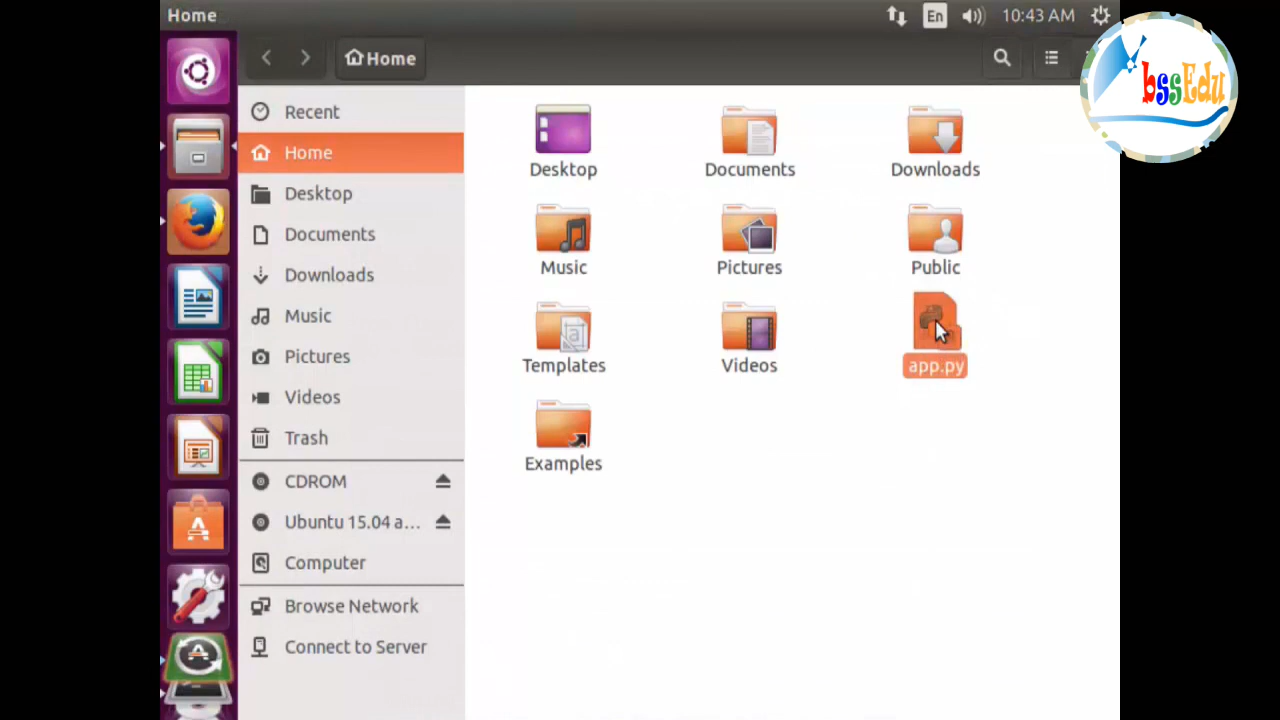 Home
En
10:43 AM
Home
bssEdu
Recent
Home
Desktop
Documents
Downloads
Music
Pictures
Videos
Trash
CDROM
Ubuntu 15.04 a...
Computer
Browse Network
Connect to Server
Desktop
Documents
Downloads
Music
Pictures
Public
Templates
Videos
app.py
Examples